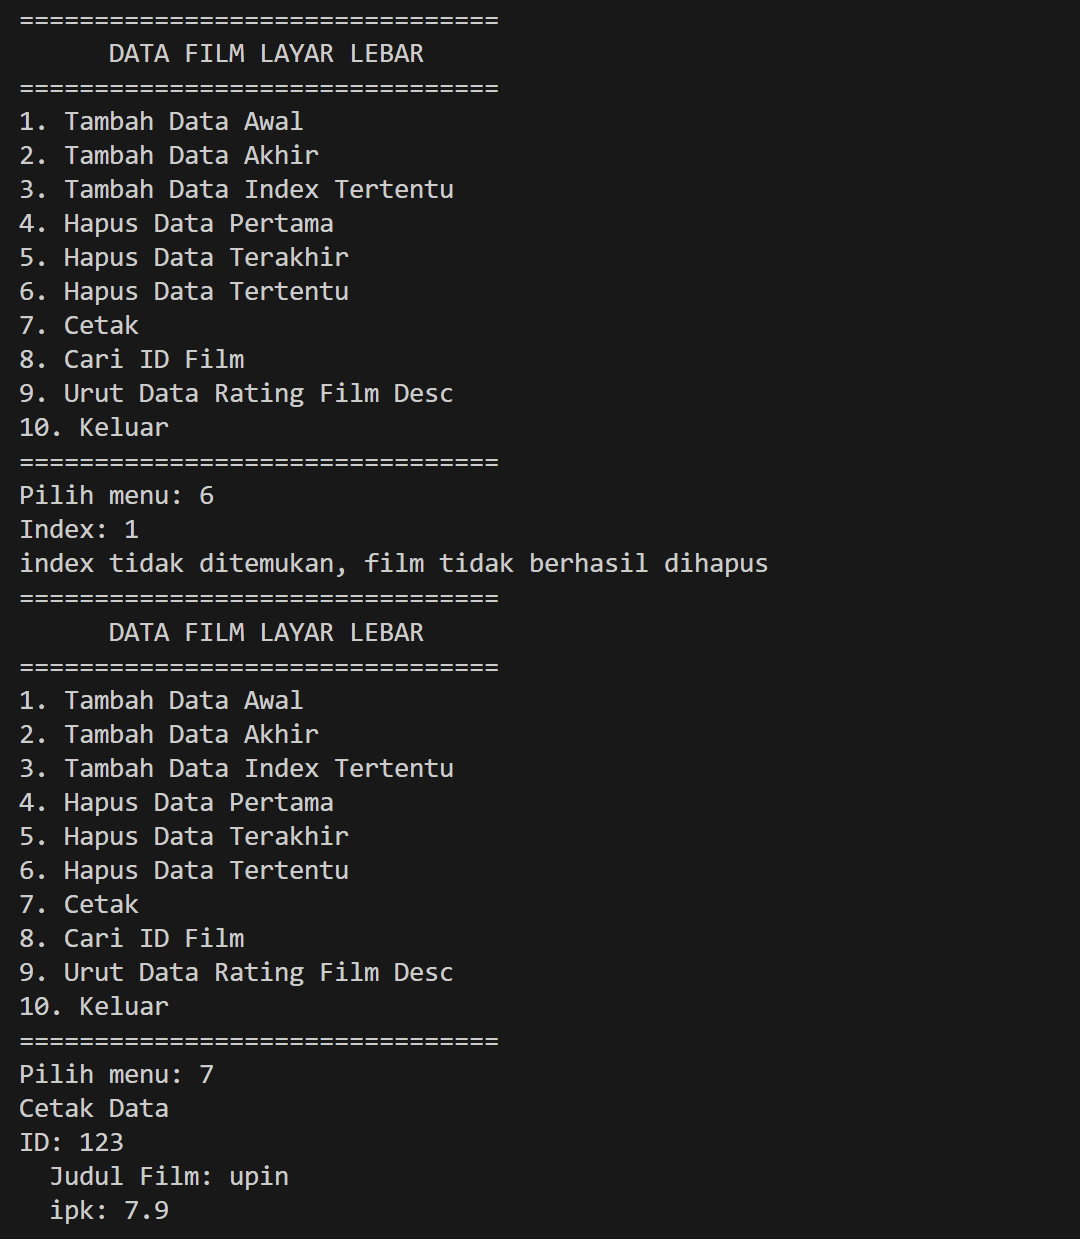 ================================
      DATA FILM LAYAR LEBAR
================================
1. Tambah Data Awal
2. Tambah Data Akhir
3. Tambah Data Index Tertentu
4. Hapus Data Pertama
5. Hapus Data Terakhir
6. Hapus Data Tertentu
7. Cetak
8. Cari ID Film
9. Urut Data Rating Film Desc
10. Keluar
================================
Pilih menu: 6
Index: 1
index tidak ditemukan, film tidak berhasil dihapus
================================
      DATA FILM LAYAR LEBAR
================================
1. Tambah Data Awal
2. Tambah Data Akhir
3. Tambah Data Index Tertentu
4. Hapus Data Pertama
5. Hapus Data Terakhir
6. Hapus Data Tertentu
7. Cetak
8. Cari ID Film
9. Urut Data Rating Film Desc
10. Keluar
================================
Pilih menu: 7
Cetak Data
ID: 123
  Judul Film: upin
  ipk: 7.9